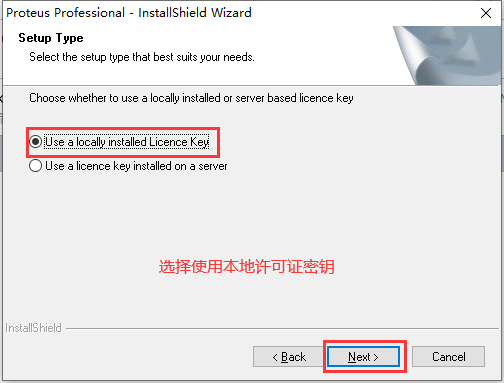 Proteus Professional - InstallShield Wizard
Setup Type
Select the setup type that best suits your needs.
Choose whether to use a locally installed or server based licence key
Use a locally installed Licence Key
Use a licence key installed on a server
选择使用本地许可证密钥
InstallShield
< Back
Next >
Cancel